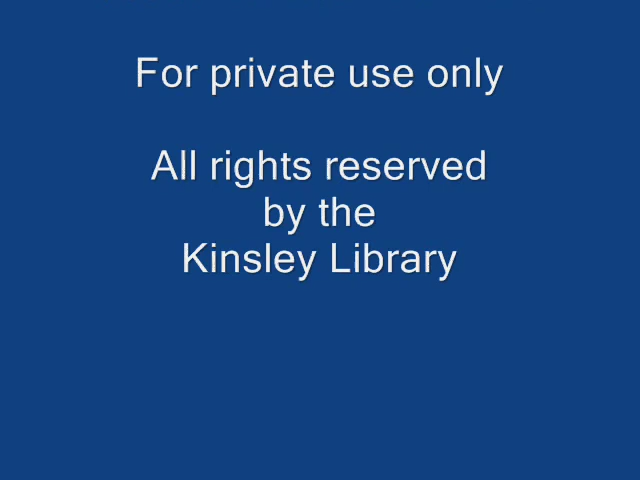 For private use only
All rights reserved
by the
Kinsley Library